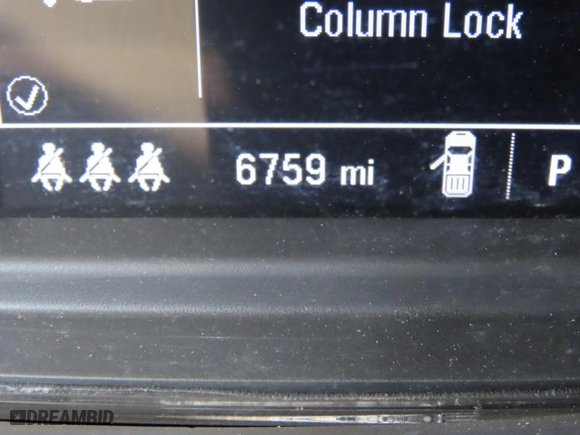 Column Lock
6759 mi
P
DREAMBID